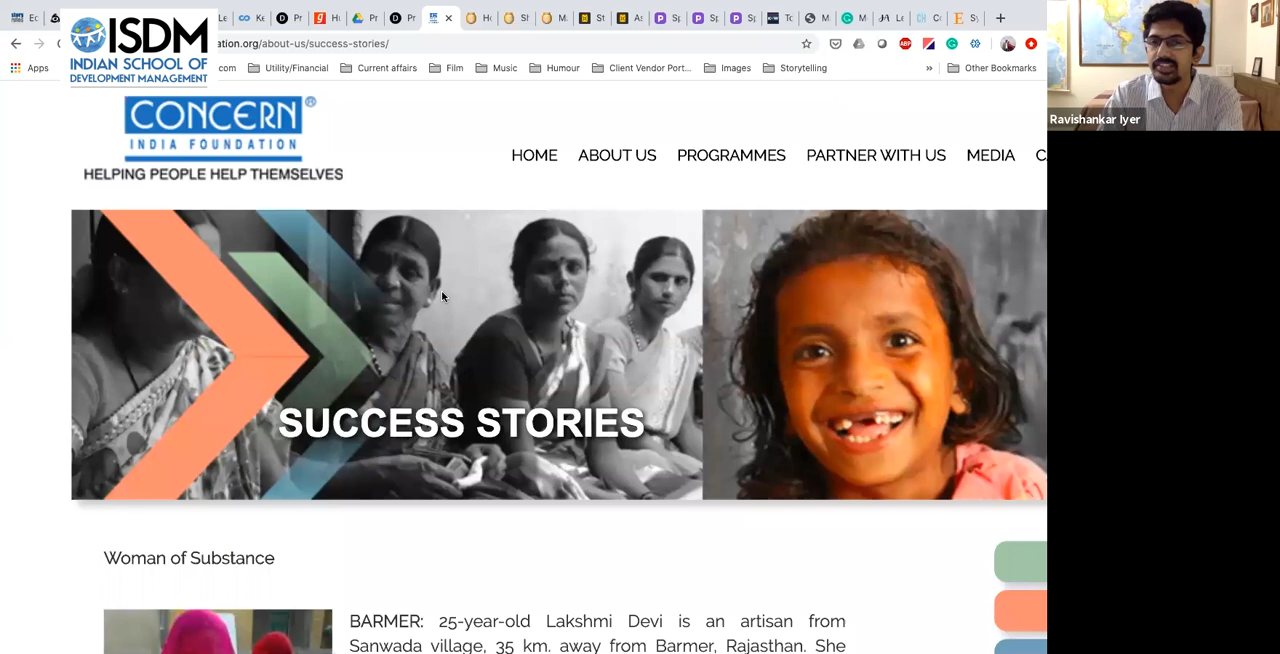 ISDM
INDIAN SCHOOL OF
DEVELOPMENT MANAGEMENT
ation.org/about-us/success-stories/
ABP
Apps
com
Utility/Financial
Current affairs
Film
Music
Humour
Client Vendor Port...
Images
Storytelling
»
Other Bookmarks
Ravishankar Iyer
CONCERN®
INDIA FOUNDATION
HELPING PEOPLE HELP THEMSELVES
HOME ABOUT US PROGRAMMES PARTNER WITH US MEDIA C
SUCCESS STORIES
Woman of Substance
BARMER: 25-year-old Lakshmi Devi is an artisan from
Sanwada village, 35 km. away from Barmer, Rajasthan. She